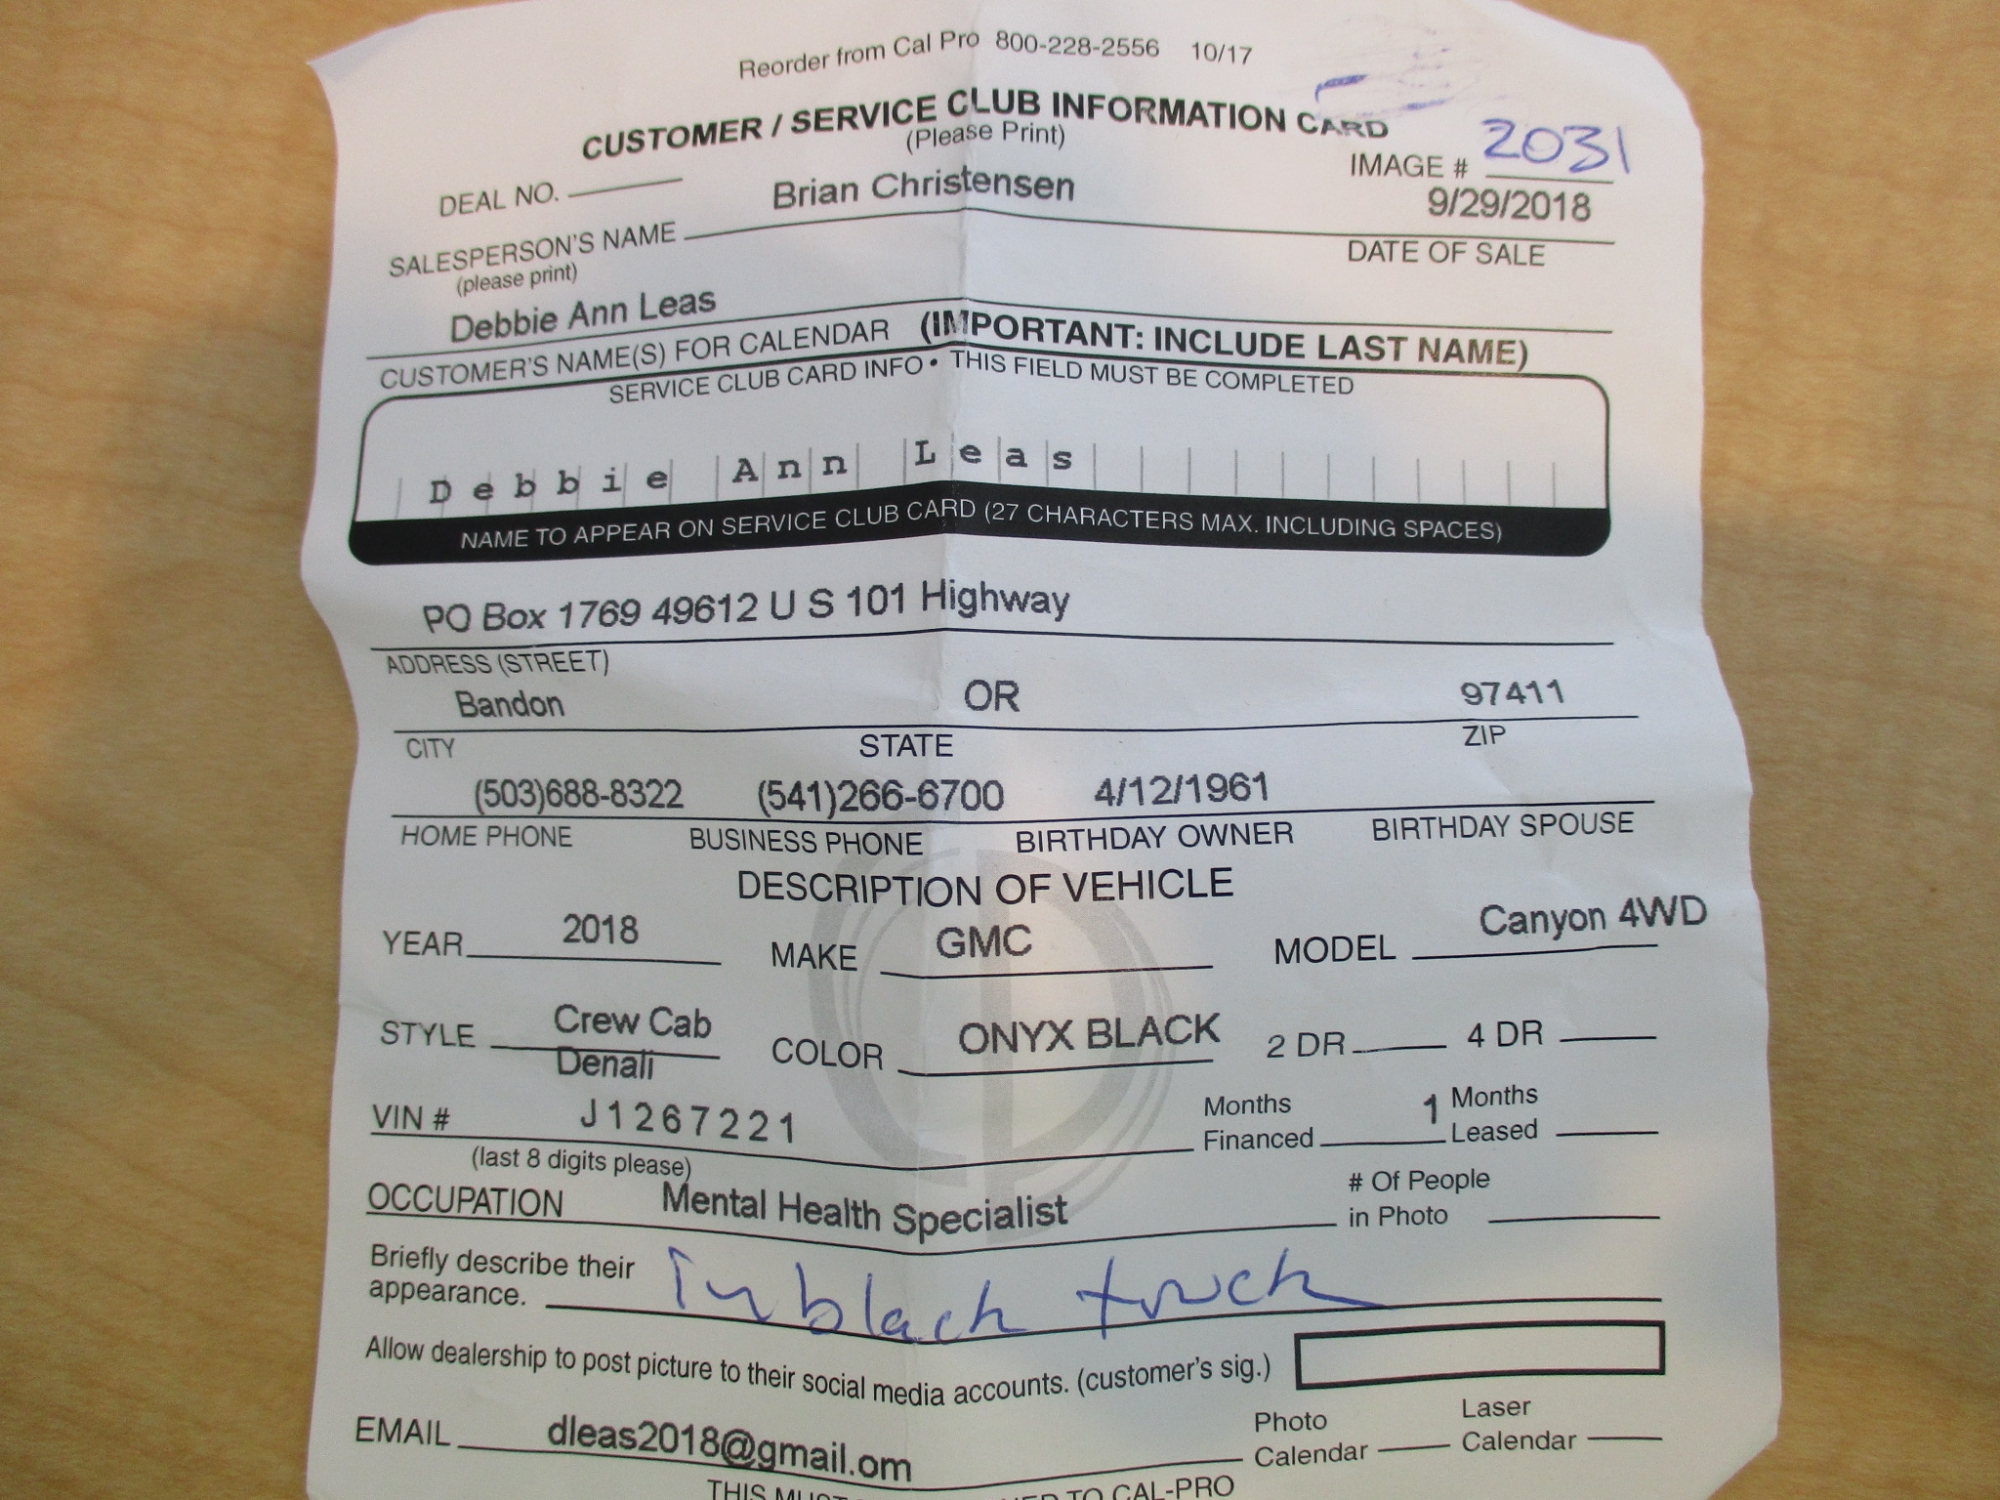 Reorder from Cal Pro 800-228-2556 10/17
CUSTOMER / SERVICE CLUB INFORMATION CARD
(Please Print)
IMAGE # 2031
DEAL NO.
Brian Christensen
9/29/2018
SALESPERSON'S NAME
(please print)
DATE OF SALE
Debbie Ann Leas
CUSTOMER'S NAME(S) FOR CALENDAR (IMPORTANT: INCLUDE LAST NAME)
SERVICE CLUB CARD INFO • THIS FIELD MUST BE COMPLETED
Debbie Ann Leas
NAME TO APPEAR ON SERVICE CLUB CARD (27 CHARACTERS MAX. INCLUDING SPACES)
PO Box 1769 49612 U S 101 Highway
ADDRESS (STREET)
Bandon OR 97411
CITY STATE ZIP
(503)688-8322 (541)266-6700 4/12/1961
HOME PHONE BUSINESS PHONE BIRTHDAY OWNER BIRTHDAY SPOUSE
DESCRIPTION OF VEHICLE
YEAR 2018 MAKE GMC MODEL Canyon 4WD
STYLE Crew Cab COLOR ONYX BLACK 2 DR 4 DR
Denali
VIN # J1267221 Months Financed 1 Months Leased
(last 8 digits please)
OCCUPATION Mental Health Specialist # Of People in Photo
Briefly describe their
appearance. In black truck
Allow dealership to post picture to their social media accounts. (customer's sig.)
EMAIL dleas2018@gmail.om Photo Calendar Laser Calendar
TO CAL-PRO